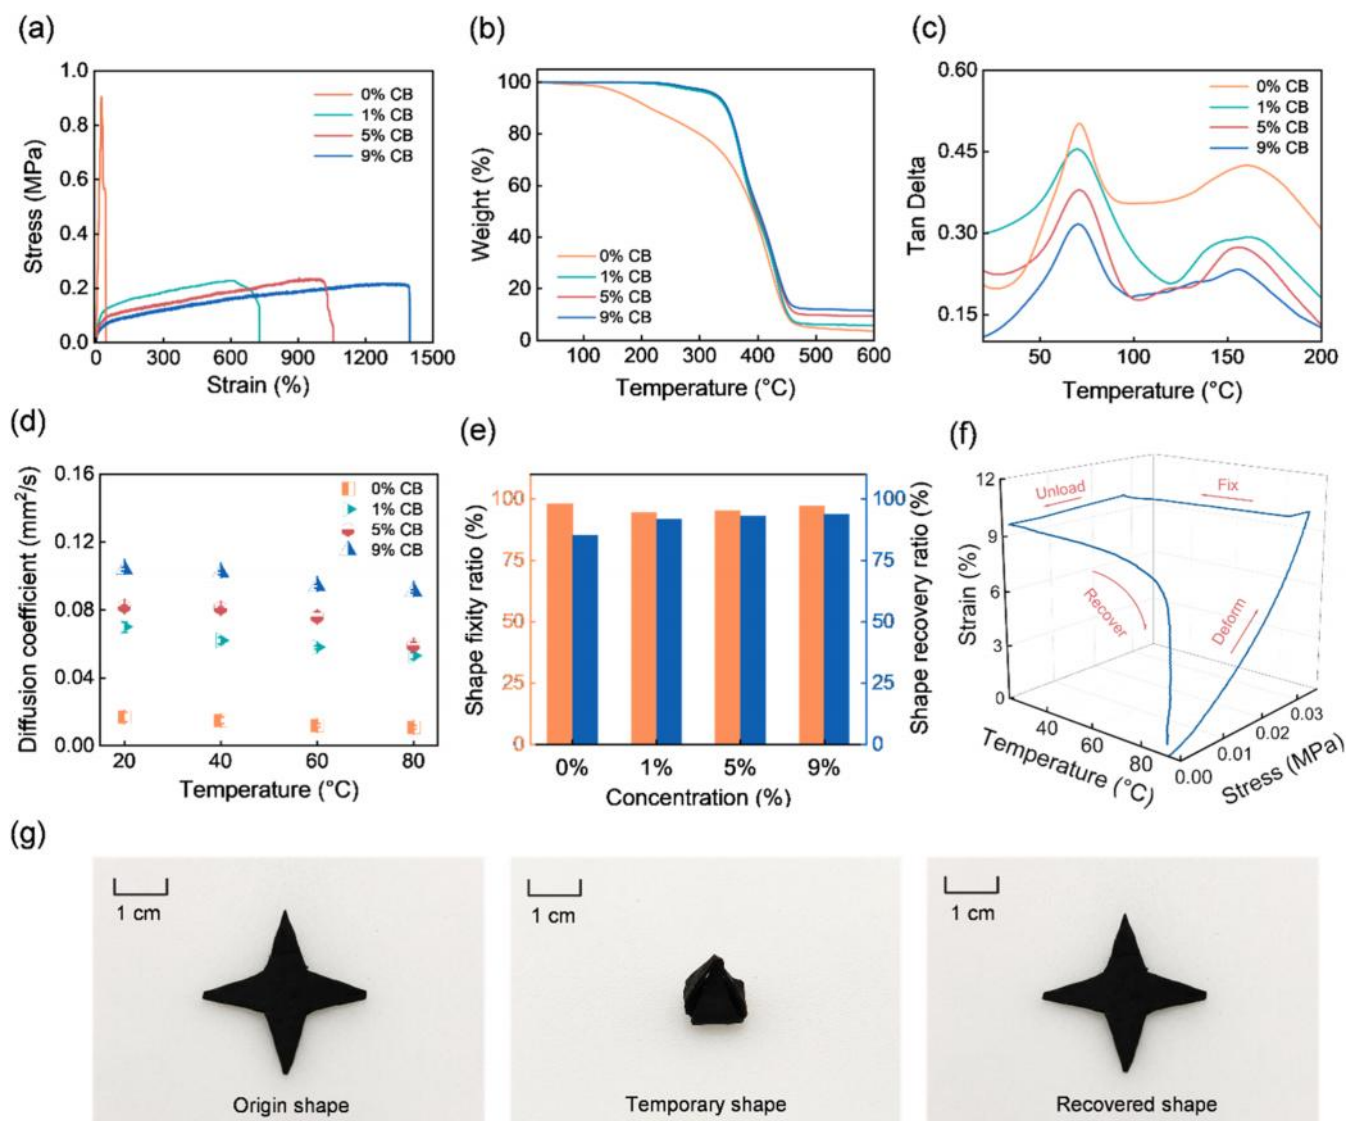 (a)
1.0
0.8
0.6
0.4
0.2
0.0
Stress (MPa)
0% CB
1% CB
5% CB
9% CB
0 300 600 900 1200 1500
Strain (%)
(b)
100
80
60
40
20
0
Weight (%)
0% CB
1% CB
5% CB
9% CB
100 200 300 400 500 600
Temperature (°C)
(c)
0.60
0.45
0.30
0.15
Tan Delta
0% CB
1% CB
5% CB
9% CB
50 100 150 200
Temperature (°C)
(d)
0.16
0.12
0.08
0.04
0.00
Diffusion coefficient (mm²/s)
0% CB
1% CB
5% CB
9% CB
20 40 60 80
Temperature (°C)
(e)
100
75
50
25
0
Shape fixity ratio (%)
100
75
50
25
0
Shape recovery ratio (%)
0% 1% 5% 9%
Concentration (%)
(f)
12
9
6
3
0
Strain (%)
Unload
Fix
Recover
Deform
40 60 80
Temperature (°C)
0.00 0.01 0.02 0.03
Stress (MPa)
(g)
1 cm
Origin shape
1 cm
Temporary shape
1 cm
Recovered shape